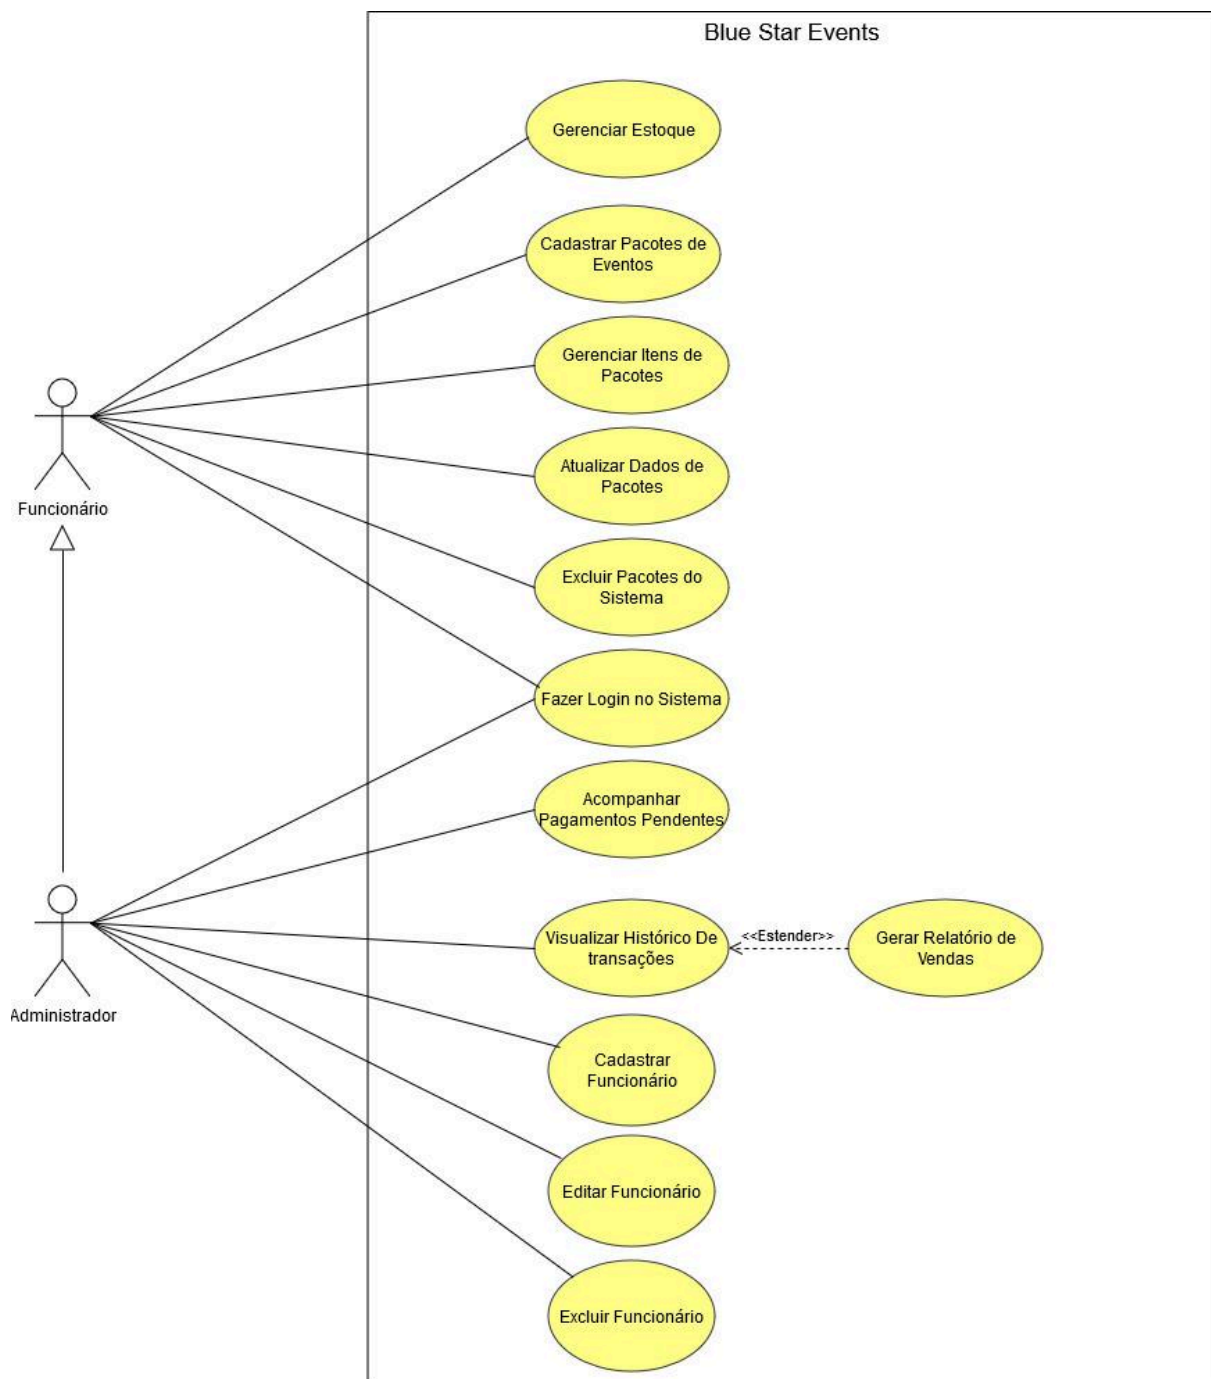 Blue Star Events
Gerenciar Estoque
Cadastrar Pacotes de
Eventos
Gerenciar Itens de
Pacotes
Funcionário
Atualizar Dados de
Pacotes
Excluir Pacotes do
Sistema
Fazer Login no Sistema
Acompanhar
Pagamentos Pendentes
Administrador
Visualizar Histórico De
transações
<<Estender>>
Gerar Relatório de
Vendas
Cadastrar
Funcionário
Editar Funcionário
Excluir Funcionário